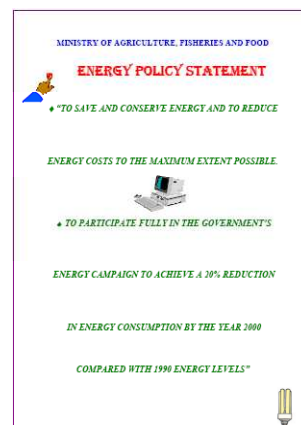 MINISTRY OF AGRICULTURE, FISHERIES AND FOOD
ENERGY POLICY STATEMENT
♦ "TO SAVE AND CONSERVE ENERGY AND TO REDUCE
ENERGY COSTS TO THE MAXIMUM EXTENT POSSIBLE.
♦ TO PARTICIPATE FULLY IN THE GOVERNMENT'S
ENERGY CAMPAIGN TO ACHIEVE A 20% REDUCTION
IN ENERGY CONSUMPTION BY THE YEAR 2000
COMPARED WITH 1990 ENERGY LEVELS"